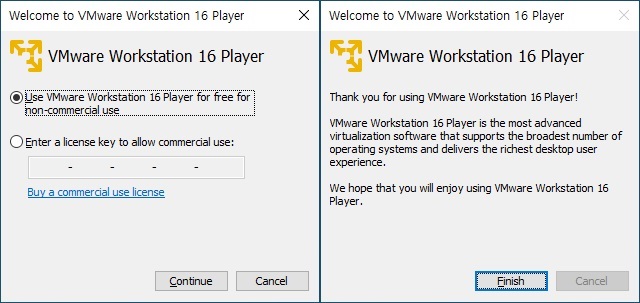 Welcome to VMware Workstation 16 Player
VMware Workstation 16 Player
Use VMware Workstation 16 Player for free for
non-commercial use
Enter a license key to allow commercial use:
- - - -
Buy a commercial use license
Continue
Cancel
Welcome to VMware Workstation 16 Player
VMware Workstation 16 Player
Thank you for using VMware Workstation 16 Player!
VMware Workstation 16 Player is the most advanced
virtualization software that supports the broadest number of
operating systems and delivers the richest desktop user
experience.
We hope that you will enjoy using VMware Workstation 16
Player.
Finish
Cancel